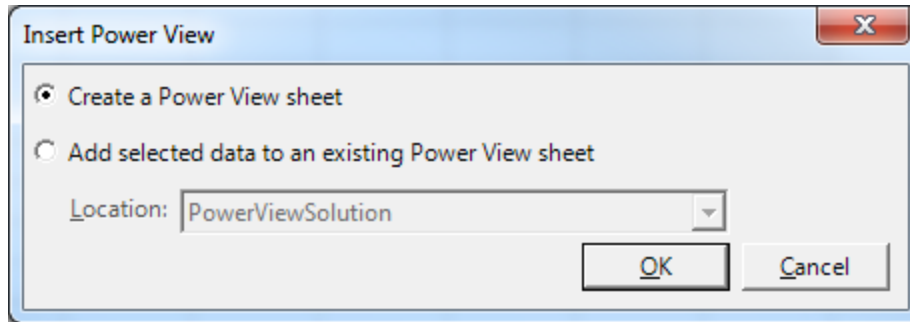 Insert Power View
Create a Power View sheet
Add selected data to an existing Power View sheet
Location: PowerViewSolution
OK Cancel